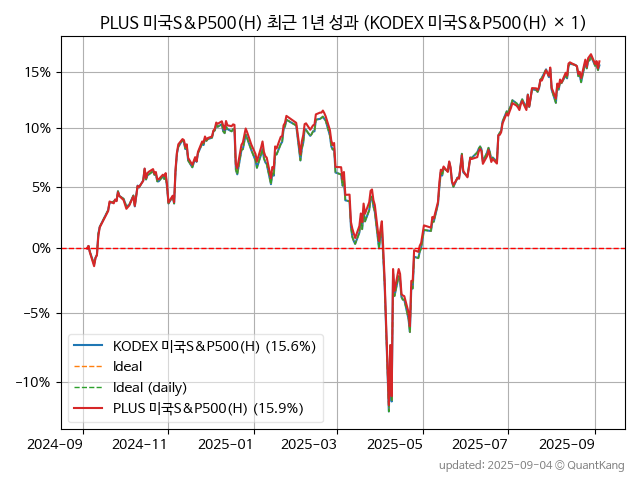 PLUS 미국S&P500(H) 최근 1년 성과 (KODEX 미국S&P500(H) × 1)
15%
10%
5%
0%
−5%
−10%
KODEX 미국S&P500(H) (15.6%)
Ideal
Ideal (daily)
PLUS 미국S&P500(H) (15.9%)
2024−09 2024−11 2025−01 2025−03 2025−05 2025−07 2025−09
updated: 2025-09-04 © QuantKang